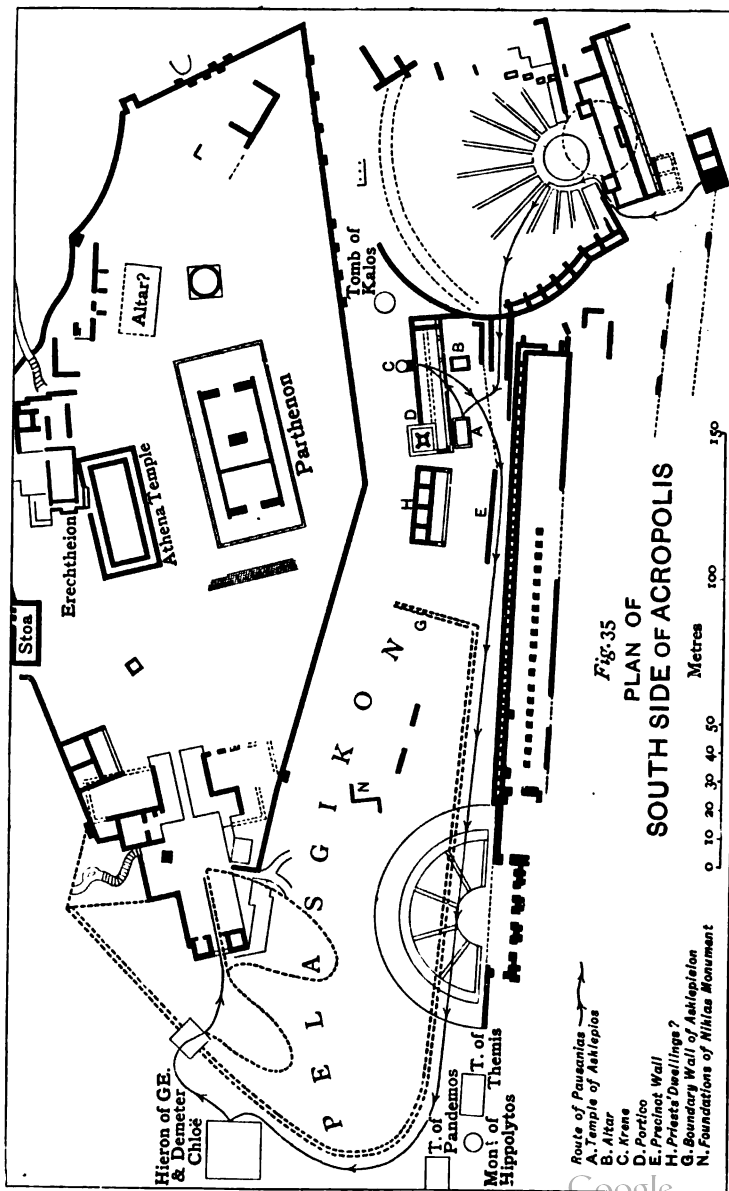 Stoa
Erechtheion
Athena Temple
Altar?
Parthenon
Tomb of
Kalos
PELASGIKON
A
B
C
D
E
G
H
N
Hieron of GE.
& Demeter
Chloë
T. of
Pandemos
T. of
Themis
Mont of
Hippolytos
Fig. 35
PLAN OF
SOUTH SIDE OF ACROPOLIS
0 10 20 30 40 50 100 150
Metres
Route of Pausanias
A. Temple of Asklepios
B. Altar
C. Krene
D. Portico
E. Precinct Wall
H. Priests' Dwellings?
G. Boundary Wall of Asklepieion
N. Foundations of Nikias Monument
Google